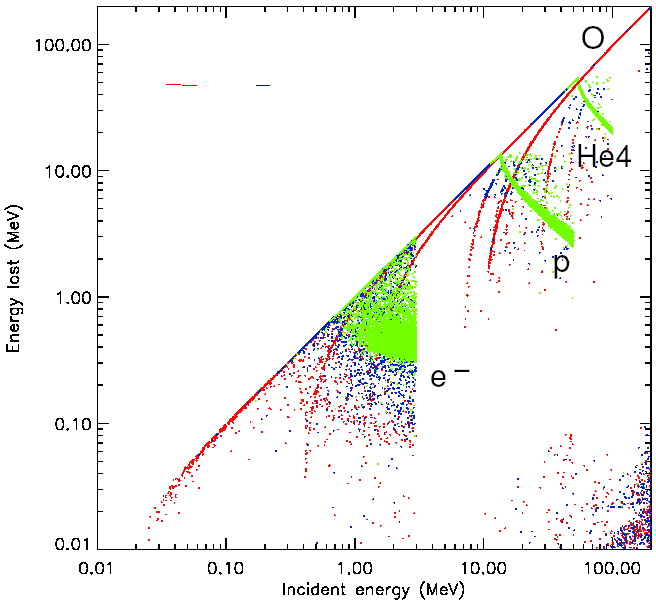 100.00
10.00
1.00
0.10
0.01
Energy lost (MeV)
O
He4
p
e−
0.01 0.10 1.00 10.00 100.00
Incident energy (MeV)